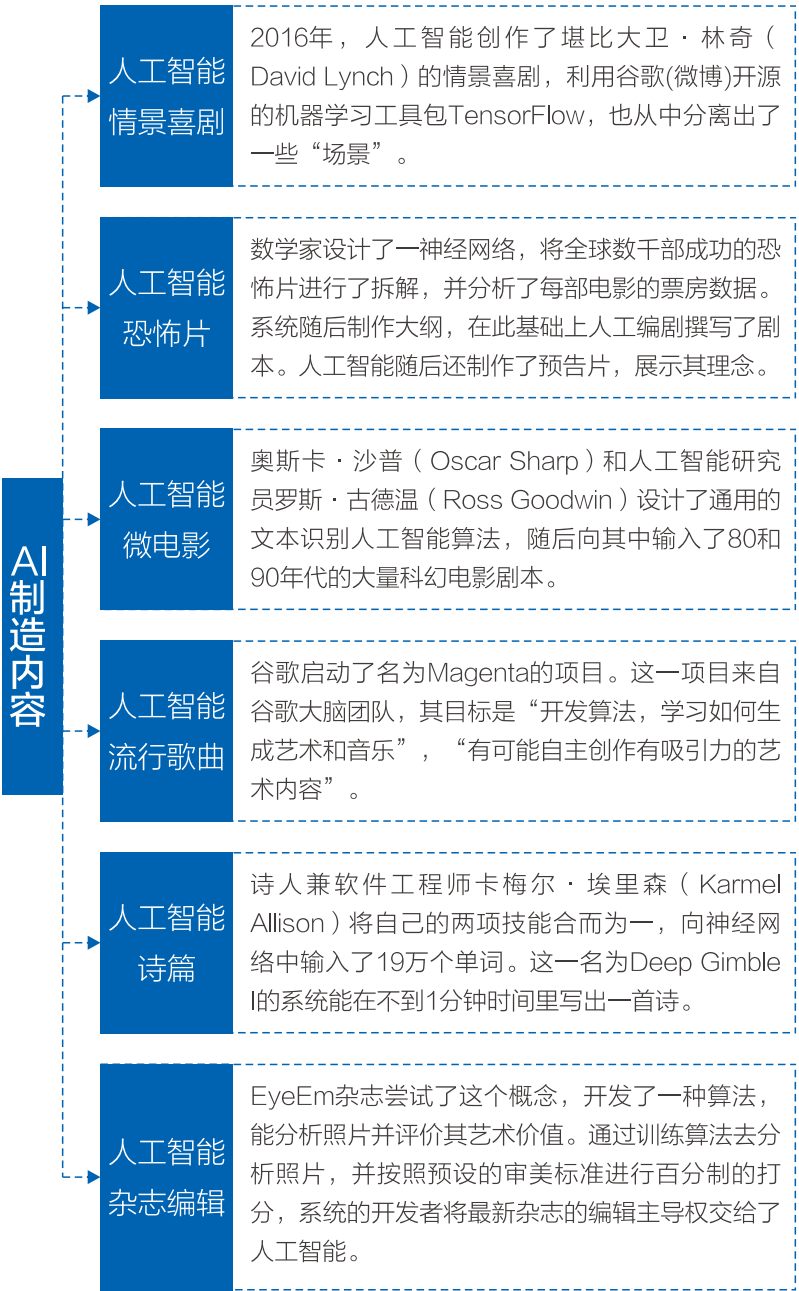 AI制造内容
人工智能
情景喜剧
2016年，人工智能创作了堪比大卫·林奇（
David Lynch）的情景喜剧，利用谷歌(微博)开源
的机器学习工具包TensorFlow，也从中分离出了
一些“场景”。
人工智能
恐怖片
数学家设计了一神经网络，将全球数千部成功的恐
怖片进行了拆解，并分析了每部电影的票房数据。
系统随后制作大纲，在此基础上人工编剧撰写了剧
本。人工智能随后还制作了预告片，展示其理念。
人工智能
微电影
奥斯卡·沙普（Oscar Sharp）和人工智能研究
员罗斯·古德温（Ross Goodwin）设计了通用的
文本识别人工智能算法，随后向其中输入了80和
90年代的大量科幻电影剧本。
人工智能
流行歌曲
谷歌启动了名为Magenta的项目。这一项目来自
谷歌大脑团队，其目标是“开发算法，学习如何生
成艺术和音乐”，“有可能自主创作有吸引力的艺
术内容”。
人工智能
诗篇
诗人兼软件工程师卡梅尔·埃里森（Karmel
Allison）将自己的两项技能合而为一，向神经网
络中输入了19万个单词。这一名为Deep Gimble
I的系统能在不到1分钟时间里写出一首诗。
人工智能
杂志编辑
EyeEm杂志尝试了这个概念，开发了一种算法，
能分析照片并评价其艺术价值。通过训练算法去分
析照片，并按照预设的审美标准进行百分制的打
分，系统的开发者将最新杂志的编辑主导权交给了
人工智能。